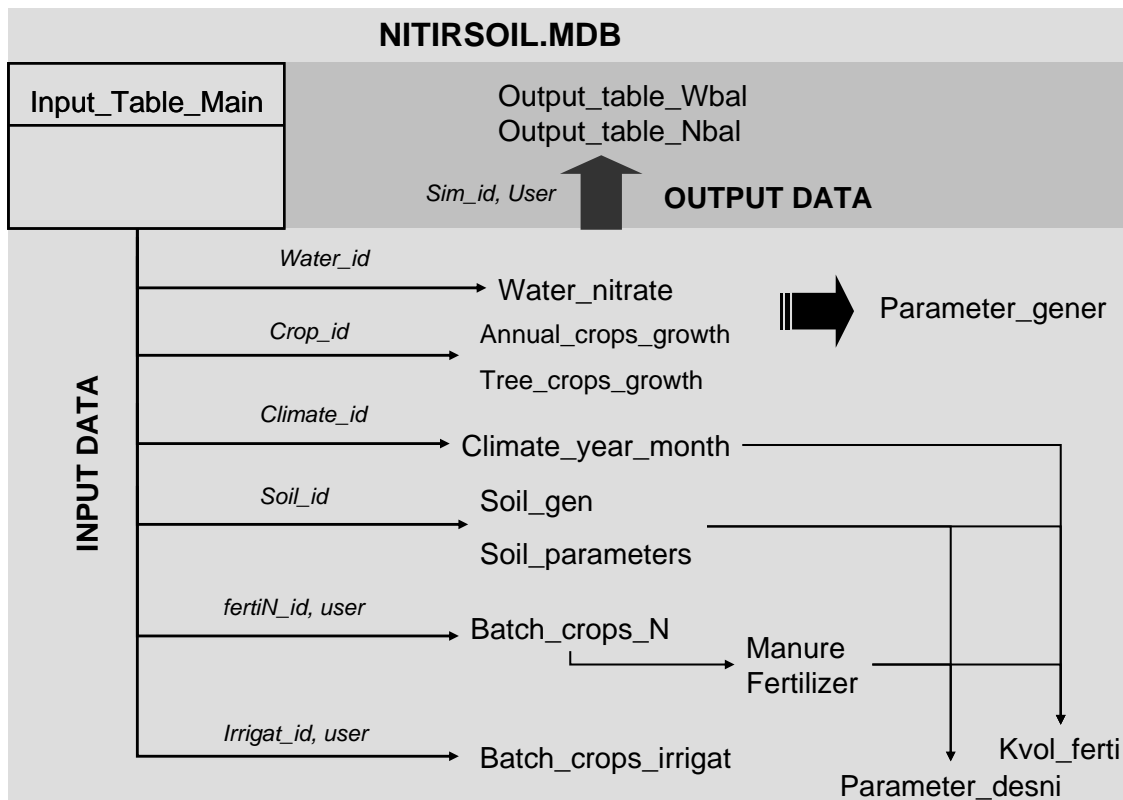 NITIRSOIL.MDB
Input_Table_Main
Output_table_Wbal
Output_table_Nbal
Sim_id, User
OUTPUT DATA
INPUT DATA
Water_id
Water_nitrate
Parameter_gener
Crop_id
Annual_crops_growth
Tree_crops_growth
Climate_id
Climate_year_month
Soil_id
Soil_gen
Soil_parameters
fertiN_id, user
Batch_crops_N
Manure
Fertilizer
Irrigat_id, user
Batch_crops_irrigat
Kvol_ferti
Parameter_desni